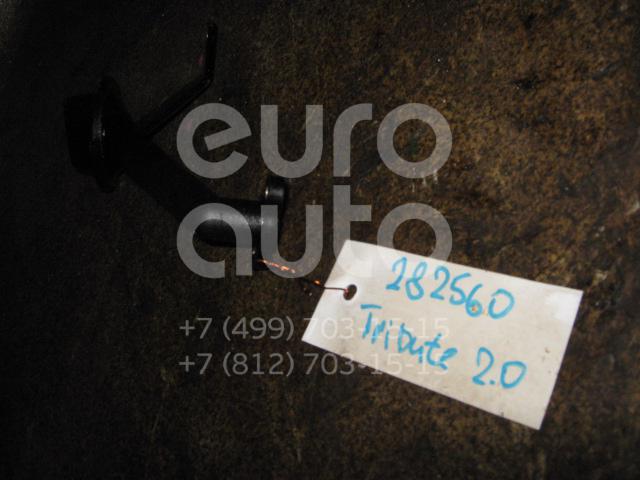 euro
auto
282560
Tribute 2.0
+7 (499) 703-15-15
+7 (812) 703-15-15